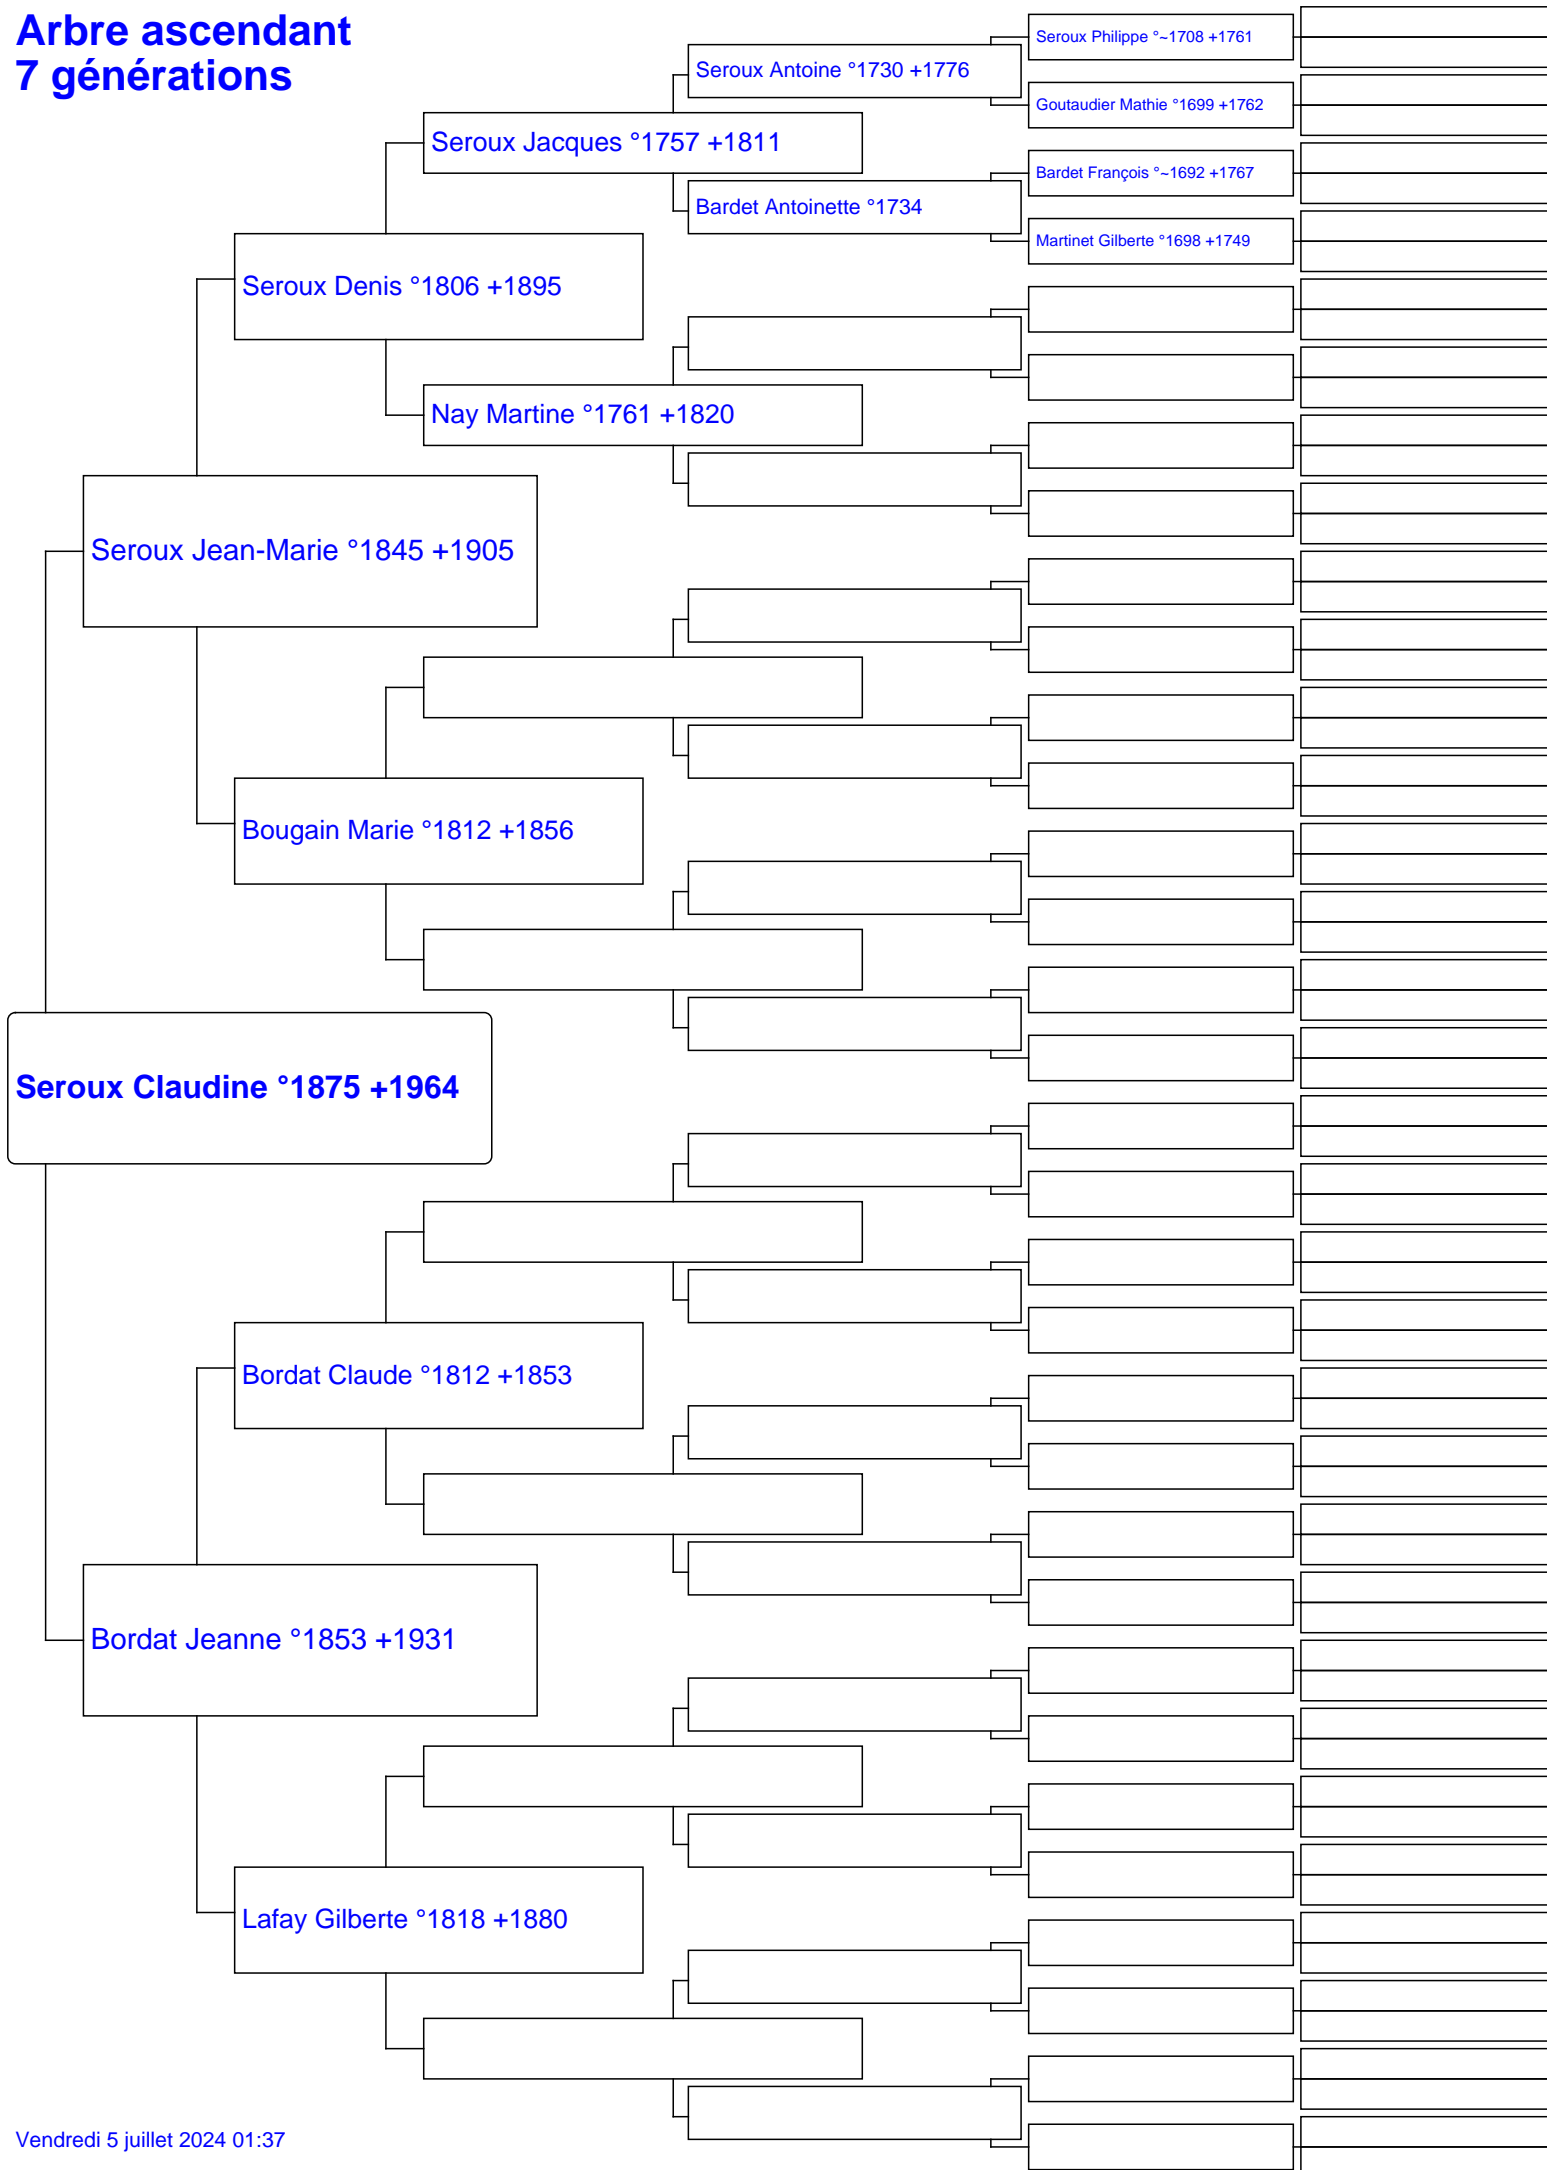 Arbre ascendant
7 générations
Seroux Philippe °~1708 +1761
Seroux Antoine °1730 +1776
Goutaudier Mathie °1699 +1762
Seroux Jacques °1757 +1811
Bardet François °~1692 +1767
Bardet Antoinette °1734
Martinet Gilberte °1698 +1749
Seroux Denis °1806 +1895
Nay Martine °1761 +1820
Seroux Jean-Marie °1845 +1905
Bougain Marie °1812 +1856
Seroux Claudine °1875 +1964
Bordat Claude °1812 +1853
Bordat Jeanne °1853 +1931
Lafay Gilberte °1818 +1880
Vendredi 5 juillet 2024 01:37